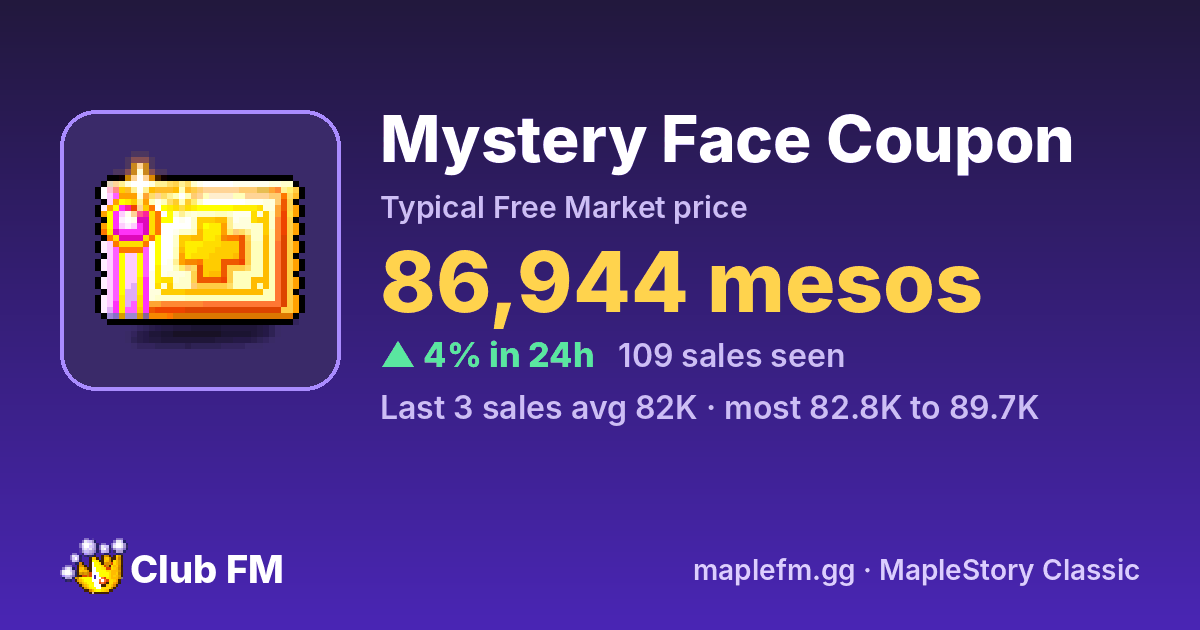 Mystery Face Coupon
Typical Free Market price
86,944 mesos
▲ 4% in 24h 109 sales seen
Last 3 sales avg 82K · most 82.8K to 89.7K
Club FM
maplefm.gg · MapleStory Classic